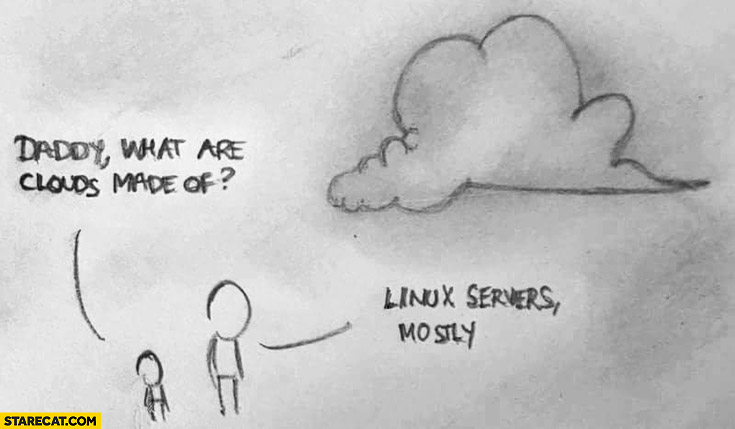 DADDY, WHAT ARE
CLOUDS MADE OF?
LINUX SERVERS,
MOSTLY
STARECAT.COM